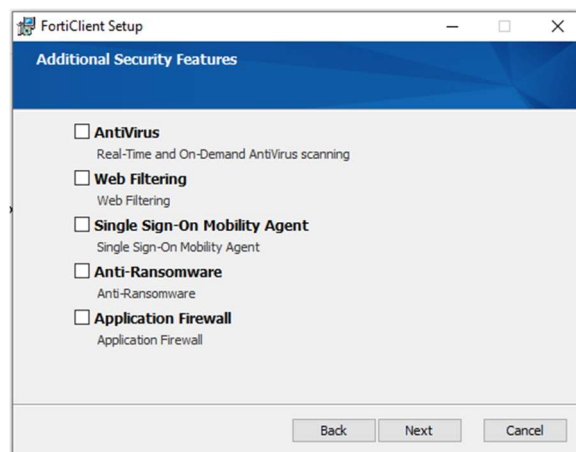 FortiClient Setup
Additional Security Features
AntiVirus
Real-Time and On-Demand AntiVirus scanning
Web Filtering
Web Filtering
Single Sign-On Mobility Agent
Single Sign-On Mobility Agent
Anti-Ransomware
Anti-Ransomware
Application Firewall
Application Firewall
Back Next Cancel